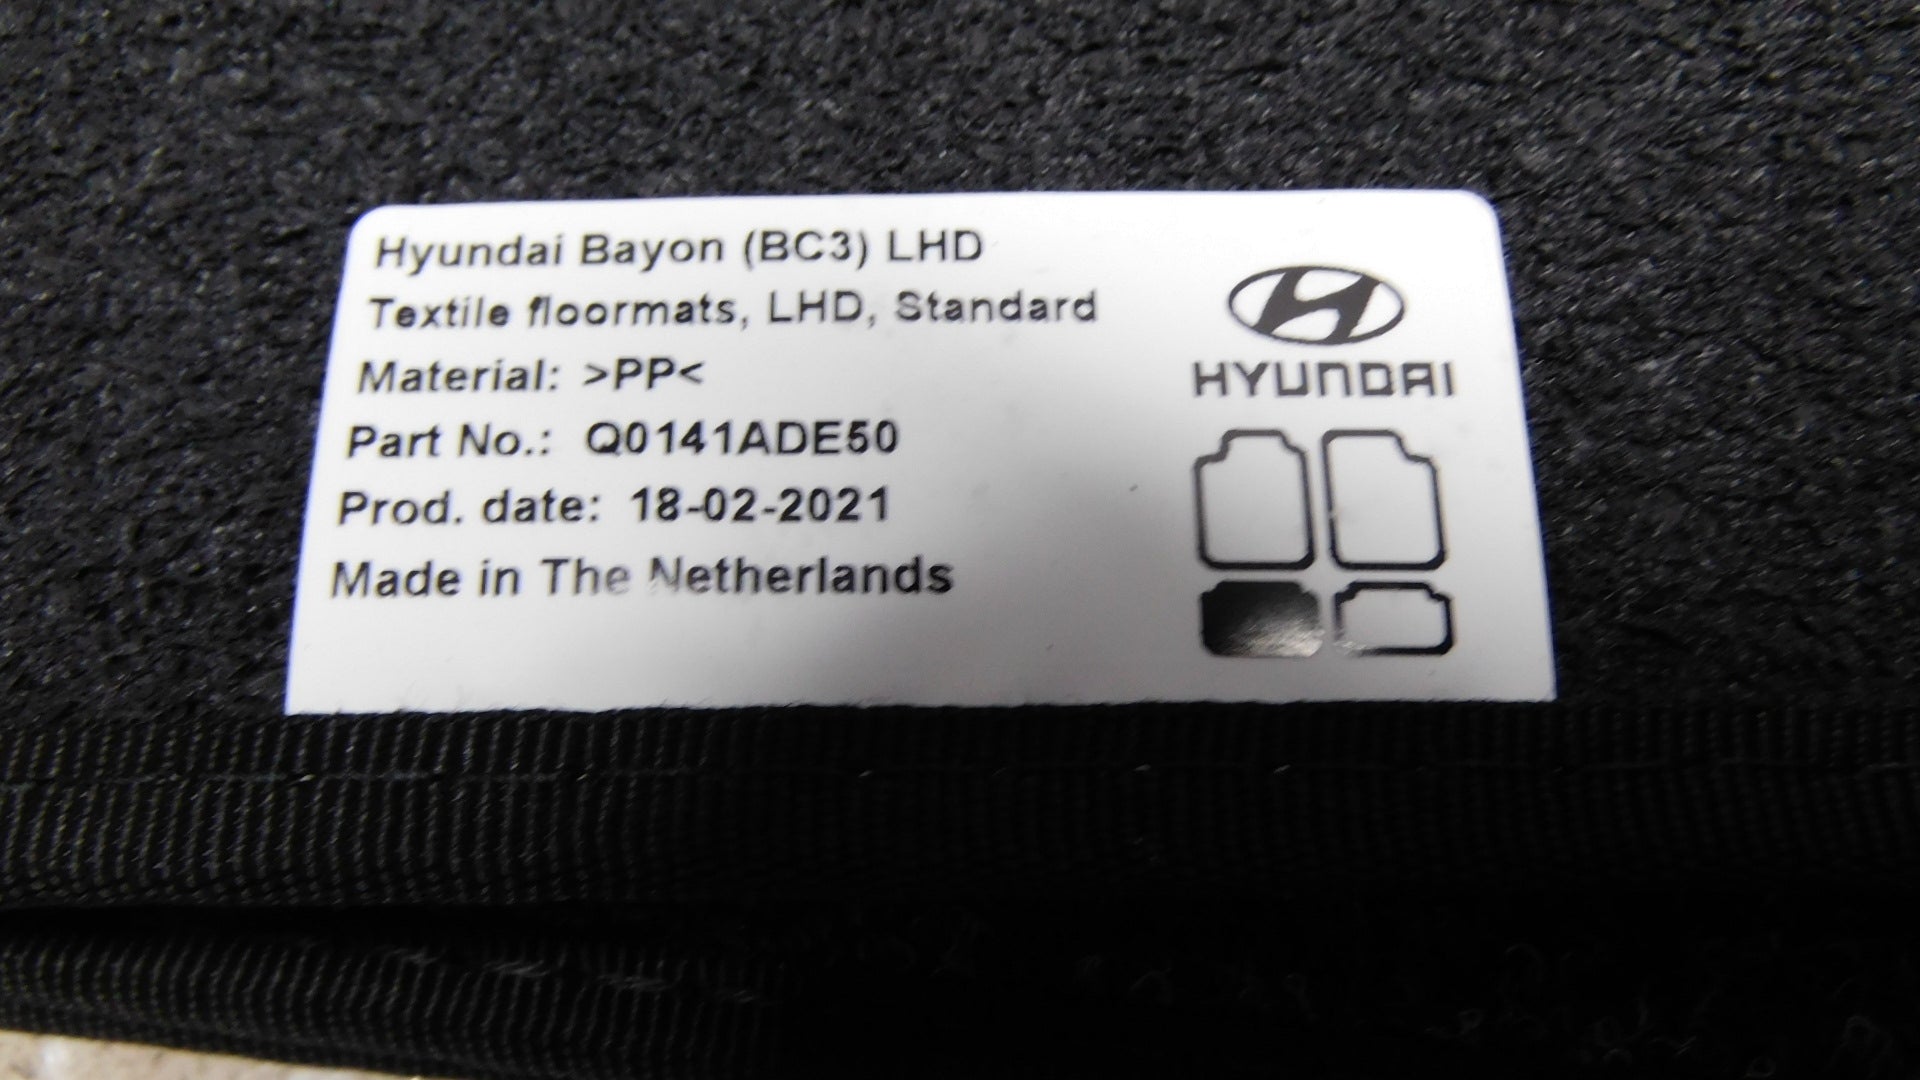 Hyundai Bayon (BC3) LHD
Textile floormats, LHD, Standard
Material: >PP<
Part No.: Q0141ADE50
Prod. date: 18-02-2021
Made in The Netherlands
HYUNDAI